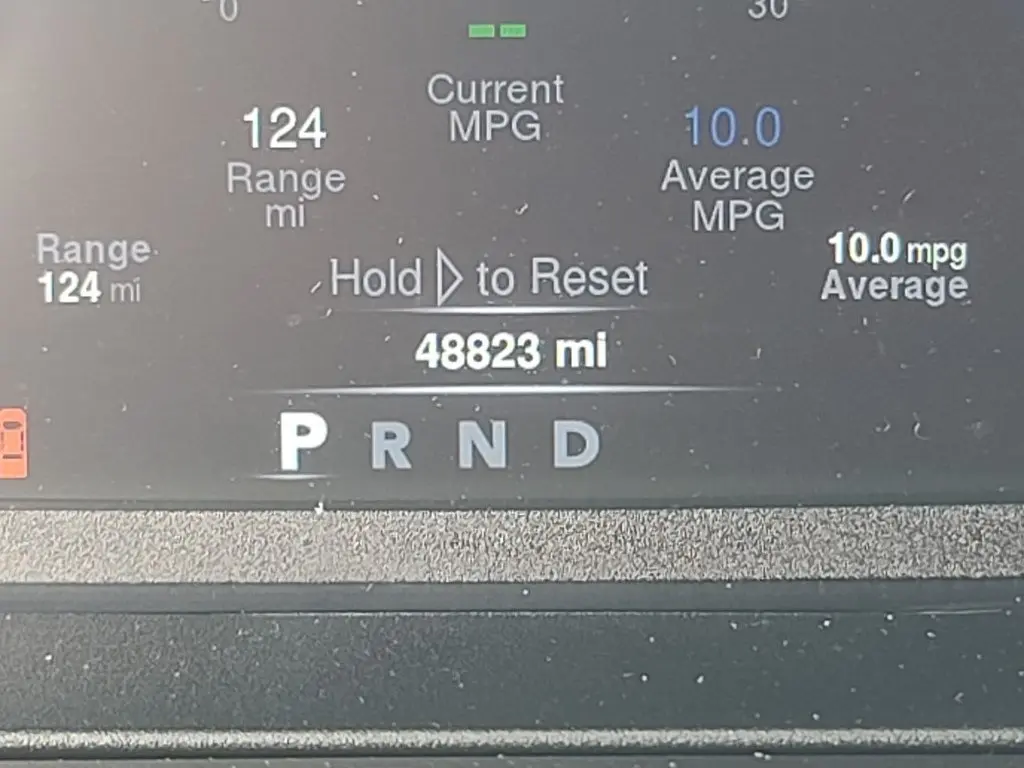 0 30
Current
MPG
124
Range
mi
10.0
Average
MPG
Range
124 mi
10.0 mpg
Average
Hold to Reset
48823 mi
P R N D